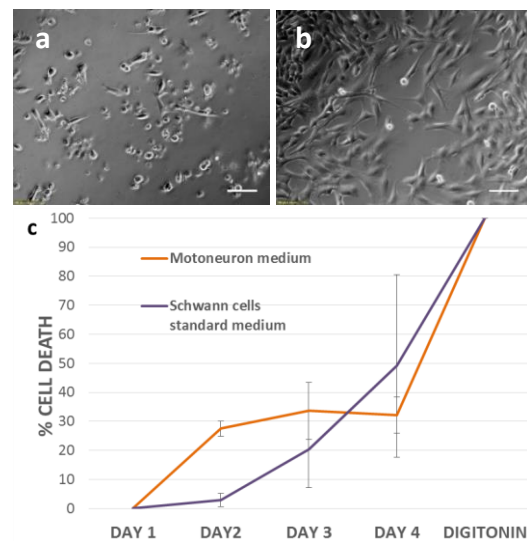 a
b
c
100
90
80
70
60
50
40
30
20
10
0
% CELL DEATH
Motoneuron medium
Schwann cells
standard medium
DAY 1 DAY2 DAY 3 DAY 4 DIGITONIN